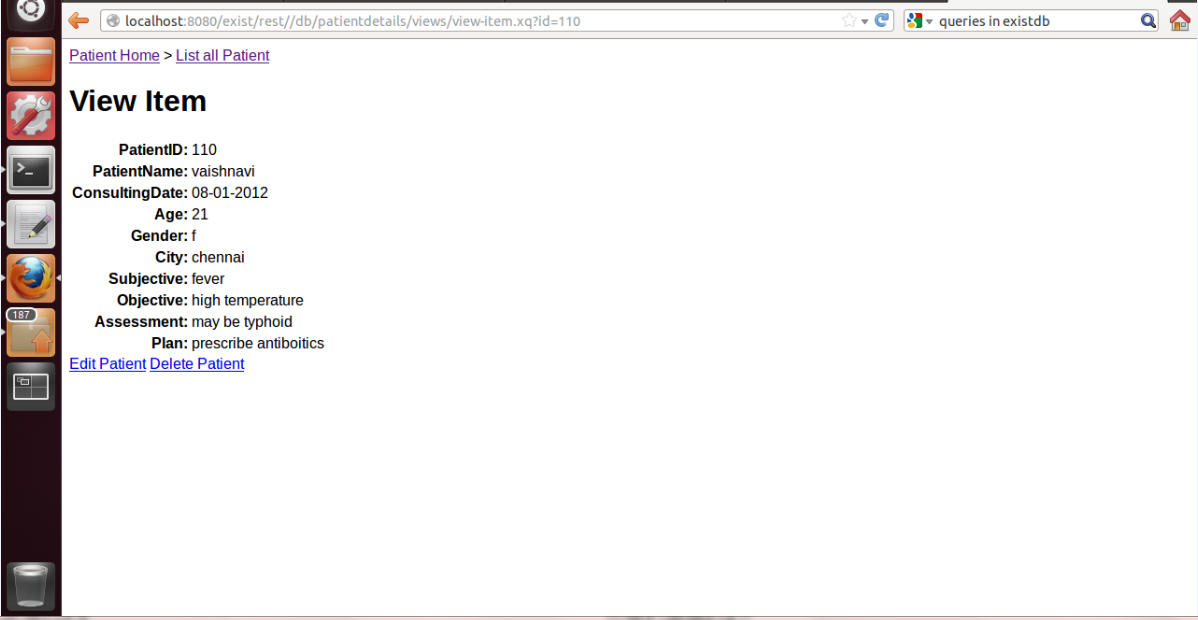 localhost:8080/exist/rest//db/patientdetails/views/view-item.xq?id=110
queries in existdb
Patient Home > List all Patient
View Item
PatientID: 110
PatientName: vaishnavi
ConsultingDate: 08-01-2012
Age: 21
Gender: f
City: chennai
Subjective: fever
Objective: high temperature
Assessment: may be typhoid
Plan: prescribe antiboitics
Edit Patient Delete Patient
187